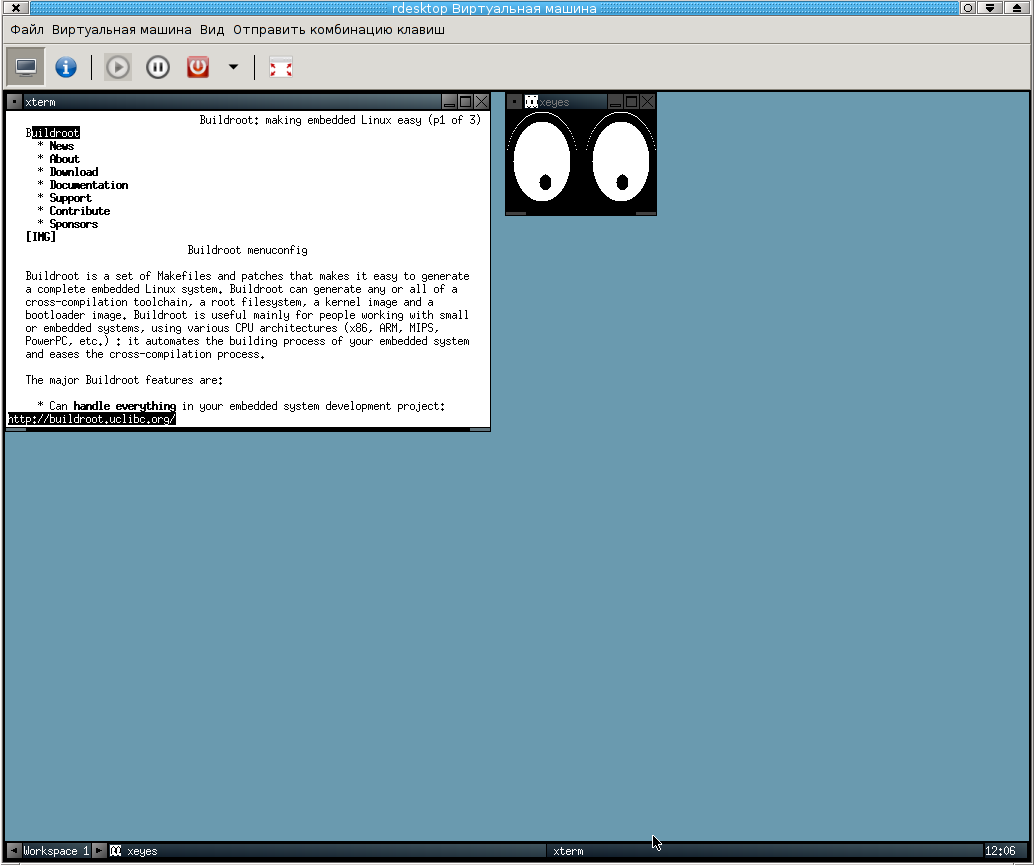 rdesktop Виртуальная машина
Файл Виртуальная машина Вид Отправить комбинацию клавиш
xterm
Buildroot: making embedded Linux easy (p1 of 3)
Buildroot
* News
* About
* Download
* Documentation
* Support
* Contribute
* Sponsors
[IMG]
Buildroot menuconfig
Buildroot is a set of Makefiles and patches that makes it easy to generate
a complete embedded Linux system. Buildroot can generate any or all of a
cross-compilation toolchain, a root filesystem, a kernel image and a
bootloader image. Buildroot is useful mainly for people working with small
or embedded systems, using various CPU architectures (x86, ARM, MIPS,
PowerPC, etc.) : it automates the building process of your embedded system
and eases the cross-compilation process.
The major Buildroot features are:
* Can handle everything in your embedded system development project:
http://buildroot.uclibc.org/
xeyes
Workspace 1 xeyes xterm 12:06